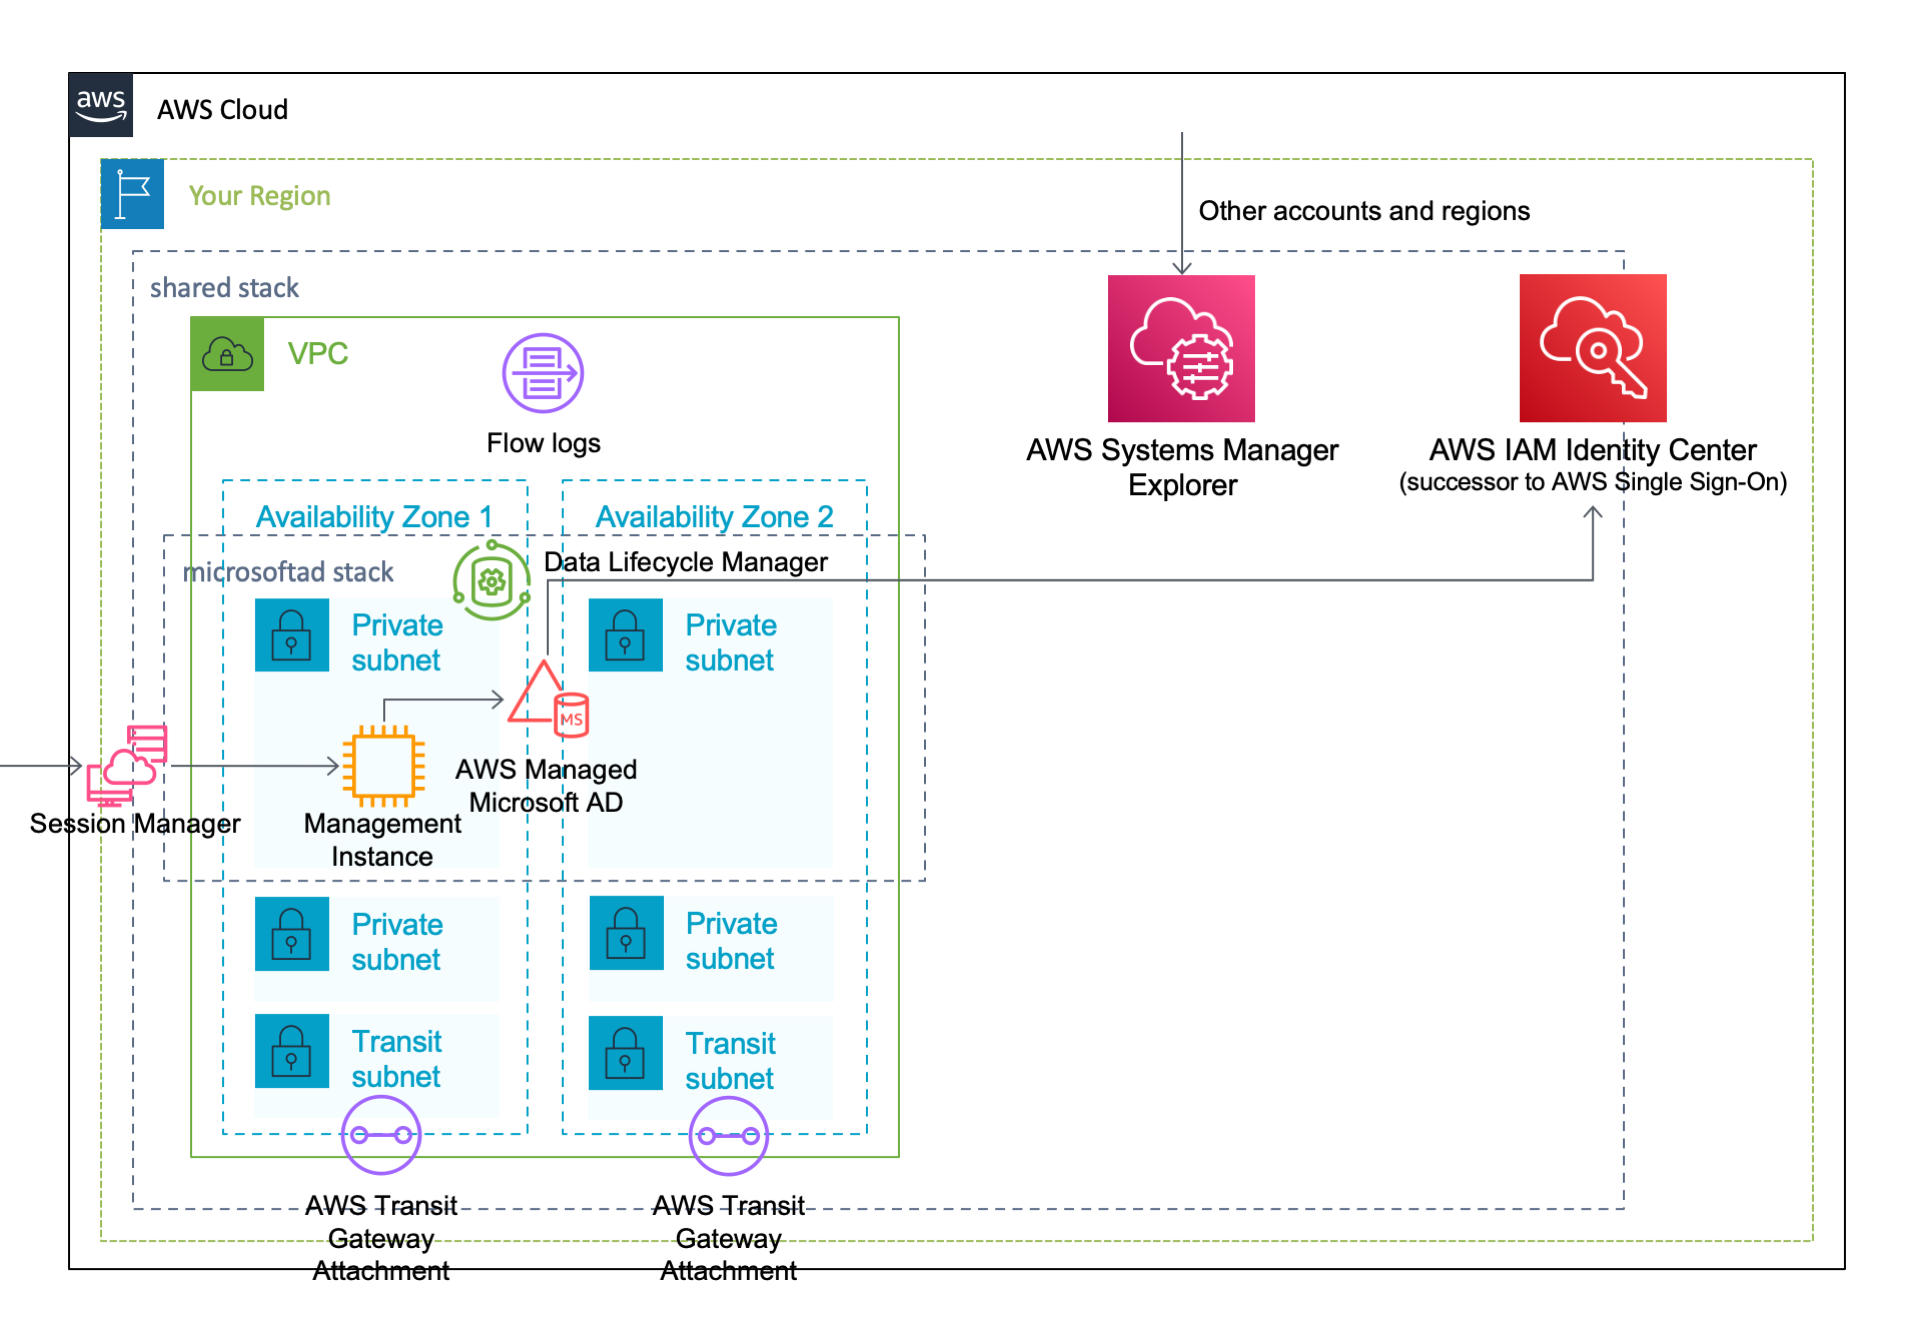 aws
AWS Cloud
Your Region
Other accounts and regions
shared stack
VPC
Flow logs
AWS Systems Manager
Explorer
AWS IAM Identity Center
(successor to AWS Single Sign-On)
Availability Zone 1
Availability Zone 2
microsoftad stack
Data Lifecycle Manager
Private
subnet
Private
subnet
MS
AWS Managed
Microsoft AD
Session Manager
Management
Instance
Private
subnet
Private
subnet
Transit
subnet
Transit
subnet
AWS Transit
Gateway
Attachment
AWS Transit
Gateway
Attachment